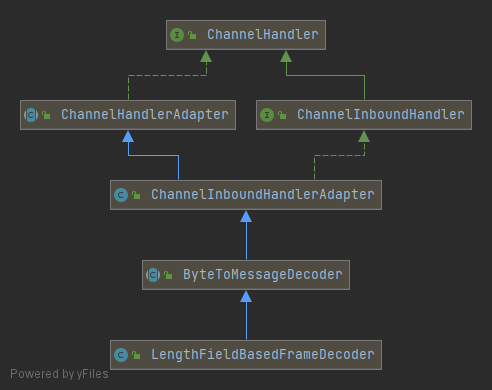 I ChannelHandler
C ChannelHandlerAdapter
I ChannelInboundHandler
C ChannelInboundHandlerAdapter
C ByteToMessageDecoder
C LengthFieldBasedFrameDecoder
Powered by yFiles